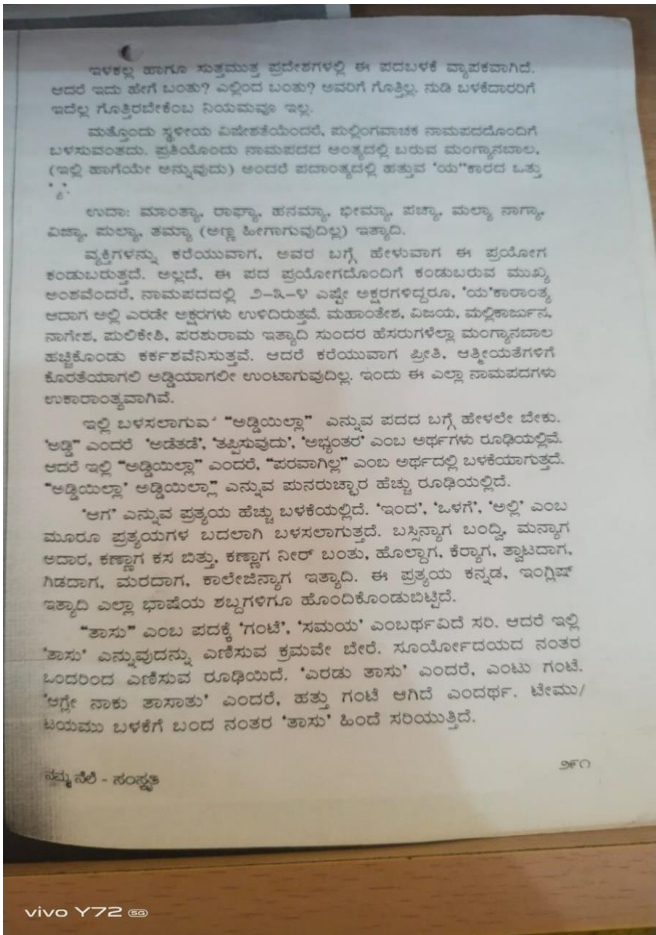 ಇಳಕಲ್ಲ ಹಾಗೂ ಸುತ್ತಮುತ್ತ ಪ್ರದೇಶಗಳಲ್ಲಿ ಈ ಪದಬಳಕೆ ವ್ಯಾಪಕವಾಗಿದೆ.
ಆದರೆ ಇದು ಹೇಗೆ ಬಂತು? ಎಲ್ಲಿಂದ ಬಂತು? ಅವರಿಗೆ ಗೊತ್ತಿಲ್ಲ. ನುಡಿ ಬಳಕೆದಾರರಿಗೆ
ಇದೆಲ್ಲ ಗೊತ್ತಿರಬೇಕೆಂಬ ನಿಯಮವೂ ಇಲ್ಲ.
ಮತ್ತೊಂದು ಸ್ಥಳೀಯ ವಿಷೇಶತೆಯೆಂದರೆ, ಪುಲ್ಲಿಂಗವಾಚಕ ನಾಮಪದದೊಂದಿಗೆ
ಬಳಸುವಂತದು. ಪ್ರತಿಯೊಂದು ನಾಮಪದದ ಅಂತ್ಯದಲ್ಲಿ ಬರುವ ಮಂಗ್ಯಾನಬಾಲ,
(ಇಲ್ಲಿ ಹಾಗೆಯೇ ಅನ್ನುವುದು) ಅಂದರೆ ಪದಾಂತ್ಯದಲ್ಲಿ ಹತ್ತುವ ‘ಯ’‘ಕಾರದ ಒತ್ತು
‘್ಯ’.
ಉದಾ: ಮಾಂತ್ಯಾ, ರಾಘ್ಯಾ, ಹನಮ್ಯಾ, ಭೀಮ್ಯಾ, ಪಚ್ಯಾ, ಮಲ್ಯಾ ನಾಗ್ಯಾ,
ವಿಜ್ಯಾ, ಪುಲ್ಯಾ, ತಮ್ಯಾ (ಅಣ್ಣ ಹೀಗಾಗುವುದಿಲ್ಲ) ಇತ್ಯಾದಿ.
ವ್ಯಕ್ತಿಗಳನ್ನು ಕರೆಯುವಾಗ, ಅವರ ಬಗ್ಗೆ ಹೇಳುವಾಗ ಈ ಪ್ರಯೋಗ
ಕಂಡುಬರುತ್ತದೆ. ಅಲ್ಲದೆ, ಈ ಪದ ಪ್ರಯೋಗದೊಂದಿಗೆ ಕಂಡುಬರುವ ಮುಖ್ಯ
ಅಂಶವೆಂದರೆ, ನಾಮಪದದಲ್ಲಿ ೨-೩-೪ ಎಷ್ಟೇ ಅಕ್ಷರಗಳಿದ್ದರೂ, ‘ಯ’ಕಾರಾಂತ್ಯ
ಆದಾಗ ಅಲ್ಲಿ ಎರಡೇ ಅಕ್ಷರಗಳು ಉಳಿದಿರುತ್ತವೆ. ಮಹಾಂತೇಶ, ವಿಜಯ, ಮಲ್ಲಿಕಾರ್ಜುನ,
ನಾಗೇಶ, ಪುಲಿಕೇಶಿ, ಪರಶುರಾಮ ಇತ್ಯಾದಿ ಸುಂದರ ಹೆಸರುಗಳೆಲ್ಲಾ ಮಂಗ್ಯಾನಬಾಲ
ಹಚ್ಚಿಕೊಂಡು ಕರ್ಕಶವೆನಿಸುತ್ತವೆ. ಆದರೆ ಕರೆಯುವಾಗ ಪ್ರೀತಿ, ಆತ್ಮೀಯತೆಗಳಿಗೆ
ಕೊರತೆಯಾಗಲಿ ಅಡ್ಡಿಯಾಗಲೀ ಉಂಟಾಗುವುದಿಲ್ಲ. ಇಂದು ಈ ಎಲ್ಲಾ ನಾಮಪದಗಳು
ಉಕಾರಾಂತ್ಯವಾಗಿವೆ.
ಇಲ್ಲಿ ಬಳಸಲಾಗುವ “ಅಡ್ಡಿಯಿಲ್ಲಾ” ಎನ್ನುವ ಪದದ ಬಗ್ಗೆ ಹೇಳಲೇ ಬೇಕು.
‘ಅಡ್ಡಿ’ ಎಂದರೆ ‘ಅಡೆತಡೆ’, ‘ತಪ್ಪಿಸುವುದು’, ‘ಅಭ್ಯಂತರ’ ಎಂಬ ಅರ್ಥಗಳು ರೂಢಿಯಲ್ಲಿವೆ.
ಆದರೆ ಇಲ್ಲಿ “ಅಡ್ಡಿಯಿಲ್ಲಾ” ಎಂದರೆ, “ಪರವಾಗಿಲ್ಲ” ಎಂಬ ಅರ್ಥದಲ್ಲಿ ಬಳಕೆಯಾಗುತ್ತದೆ.
“ಅಡ್ಡಿಯಿಲ್ಲಾ’ ಅಡ್ಡಿಯಿಲ್ಲಾ” ಎನ್ನುವ ಪುನರುಚ್ಛಾರ ಹೆಚ್ಚು ರೂಢಿಯಲ್ಲಿದೆ.
‘ಆಗ’ ಎನ್ನುವ ಪ್ರತ್ಯಯ ಹೆಚ್ಚು ಬಳಕೆಯಲ್ಲಿದೆ. ‘ಇಂದ’, ‘ಒಳಗೆ’, ‘ಅಲ್ಲಿ’ ಎಂಬ
ಮೂರೂ ಪ್ರತ್ಯಯಗಳ ಬದಲಾಗಿ ಬಳಸಲಾಗುತ್ತದೆ. ಬಸ್ಸಿನ್ಯಾಗ ಬಂದ್ವಿ, ಮನ್ಯಾಗ
ಅದಾರ, ಕಣ್ಣಾಗ ಕಸ ಬಿತ್ತು, ಕಣ್ಣಾಗ ನೀರ್ ಬಂತು, ಹೊಲ್ದಾಗ, ಕೆರ್‍ಯಾಗ, ತ್ವಾಟದಾಗ,
ಗಿಡದಾಗ, ಮರದಾಗ, ಕಾಲೇಜಿನ್ಯಾಗ ಇತ್ಯಾದಿ. ಈ ಪ್ರತ್ಯಯ ಕನ್ನಡ, ಇಂಗ್ಲಿಷ್
ಇತ್ಯಾದಿ ಎಲ್ಲಾ ಭಾಷೆಯ ಶಬ್ದಗಳಿಗೂ ಹೊಂದಿಕೊಂಡುಬಿಟ್ಟಿದೆ.
“ತಾಸು” ಎಂಬ ಪದಕ್ಕೆ ‘ಗಂಟೆ’, ‘ಸಮಯ’ ಎಂಬರ್ಥವಿದೆ ಸರಿ. ಆದರೆ ಇಲ್ಲಿ
‘ತಾಸು’ ಎನ್ನುವುದನ್ನು ಎಣಿಸುವ ಕ್ರಮವೇ ಬೇರೆ. ಸೂರ್ಯೋದಯದ ನಂತರ
ಒಂದರಿಂದ ಎಣಿಸುವ ರೂಢಿಯಿದೆ. ‘ಎರಡು ತಾಸು’ ಎಂದರೆ, ಎಂಟು ಗಂಟೆ.
‘ಆಗ್ಲೇ ನಾಕು ತಾಸಾತು’ ಎಂದರೆ, ಹತ್ತು ಗಂಟೆ ಆಗಿದೆ ಎಂದರ್ಥ. ಟೇಮು/
ಟಯಮು ಬಳಕೆಗೆ ಬಂದ ನಂತರ ‘ತಾಸು’ ಹಿಂದೆ ಸರಿಯುತ್ತಿದೆ.
೨೯೧
ನಮ್ಮ ನೆಲೆ - ಸಂಸ್ಕೃತಿ
vivo Y72 5G